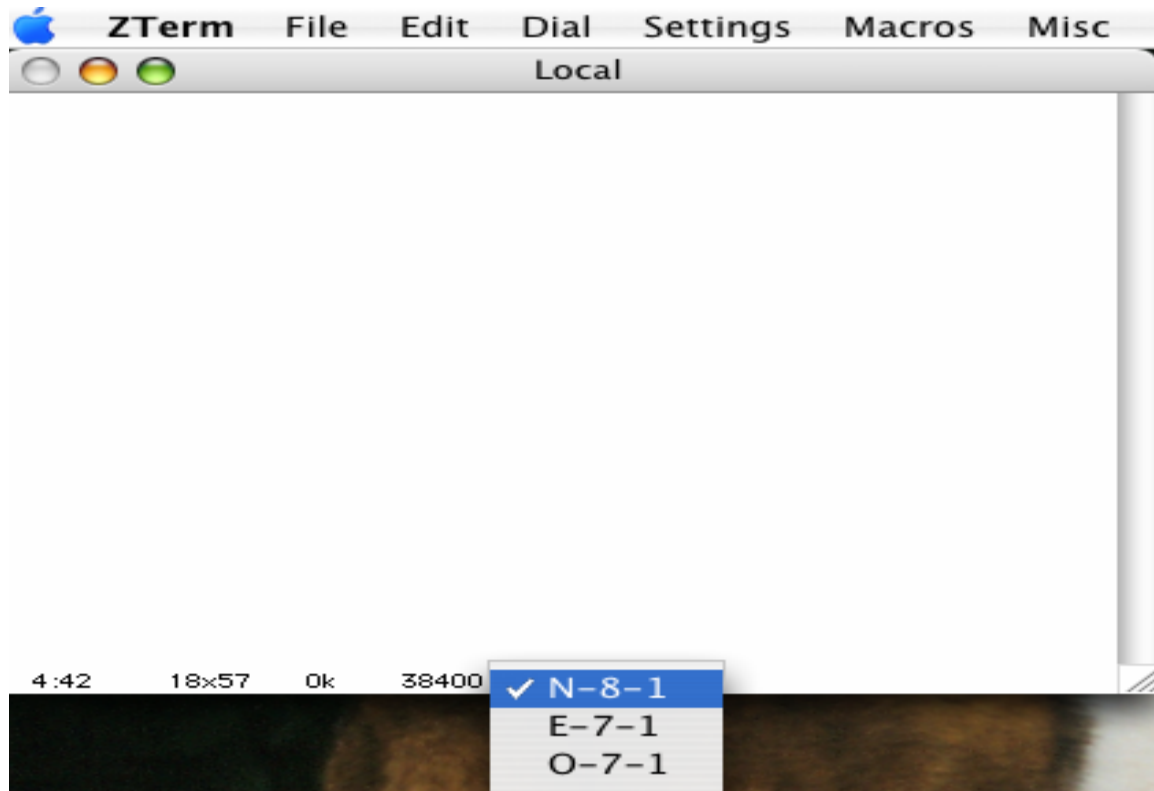 ZTerm File Edit Dial Settings Macros Misc
Local
4:42 18x57 0k 38400
✓ N-8-1
E-7-1
O-7-1